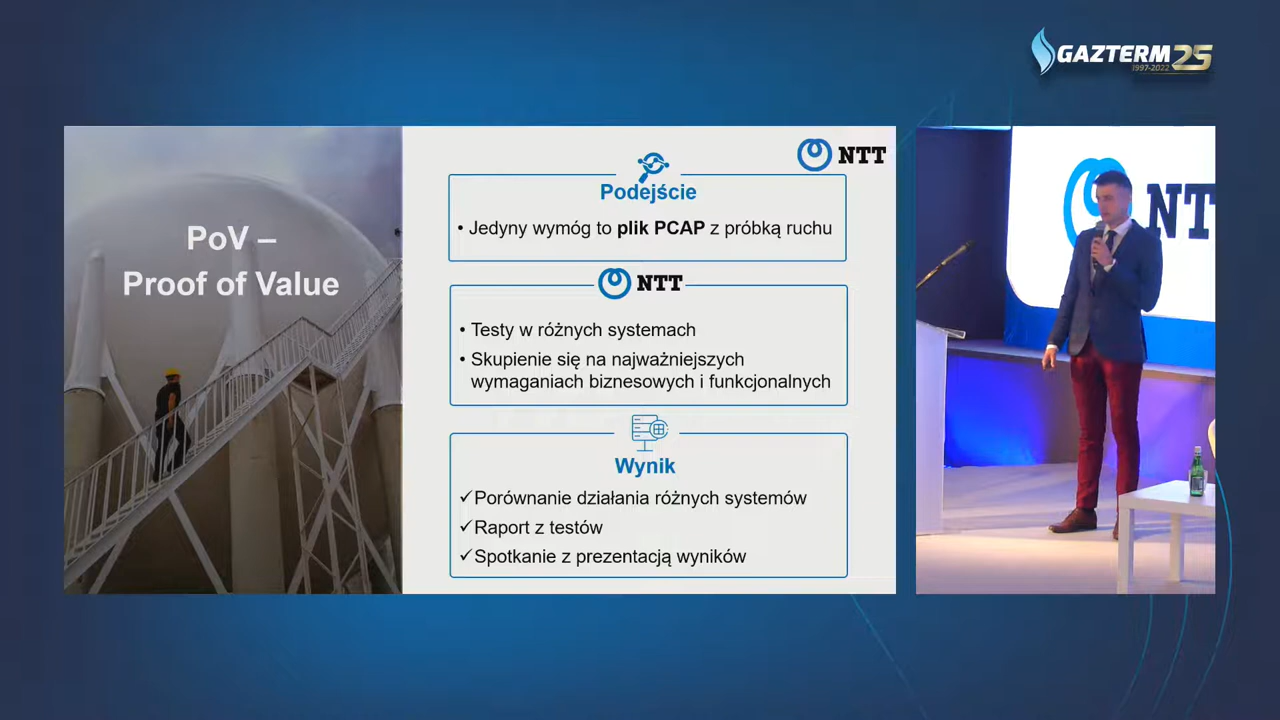 GAZTERM 25
1997-2022
PoV –
Proof of Value
NTT
Podejście
• Jedyny wymóg to plik PCAP z próbką ruchu
NTT
• Testy w różnych systemach
• Skupienie się na najważniejszych
wymaganiach biznesowych i funkcjonalnych
Wynik
✓Porównanie działania różnych systemów
✓Raport z testów
✓Spotkanie z prezentacją wyników
NT